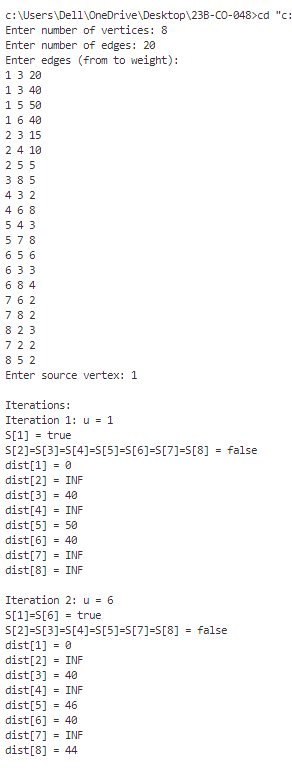 c:\Users\Dell\OneDrive\Desktop\23B-CO-048>cd "c:
Enter number of vertices: 8
Enter number of edges: 20
Enter edges (from to weight):
1 3 20
1 3 40
1 5 50
1 6 40
2 3 15
2 4 10
2 5 5
3 8 5
4 3 2
4 6 8
5 4 3
5 7 8
6 5 6
6 3 3
6 8 4
7 6 2
7 8 2
8 2 3
7 2 2
8 5 2
Enter source vertex: 1
Iterations:
Iteration 1: u = 1
S[1] = true
S[2]=S[3]=S[4]=S[5]=S[6]=S[7]=S[8] = false
dist[1] = 0
dist[2] = INF
dist[3] = 40
dist[4] = INF
dist[5] = 50
dist[6] = 40
dist[7] = INF
dist[8] = INF
Iteration 2: u = 6
S[1]=S[6] = true
S[2]=S[3]=S[4]=S[5]=S[7]=S[8] = false
dist[1] = 0
dist[2] = INF
dist[3] = 40
dist[4] = INF
dist[5] = 46
dist[6] = 40
dist[7] = INF
dist[8] = 44